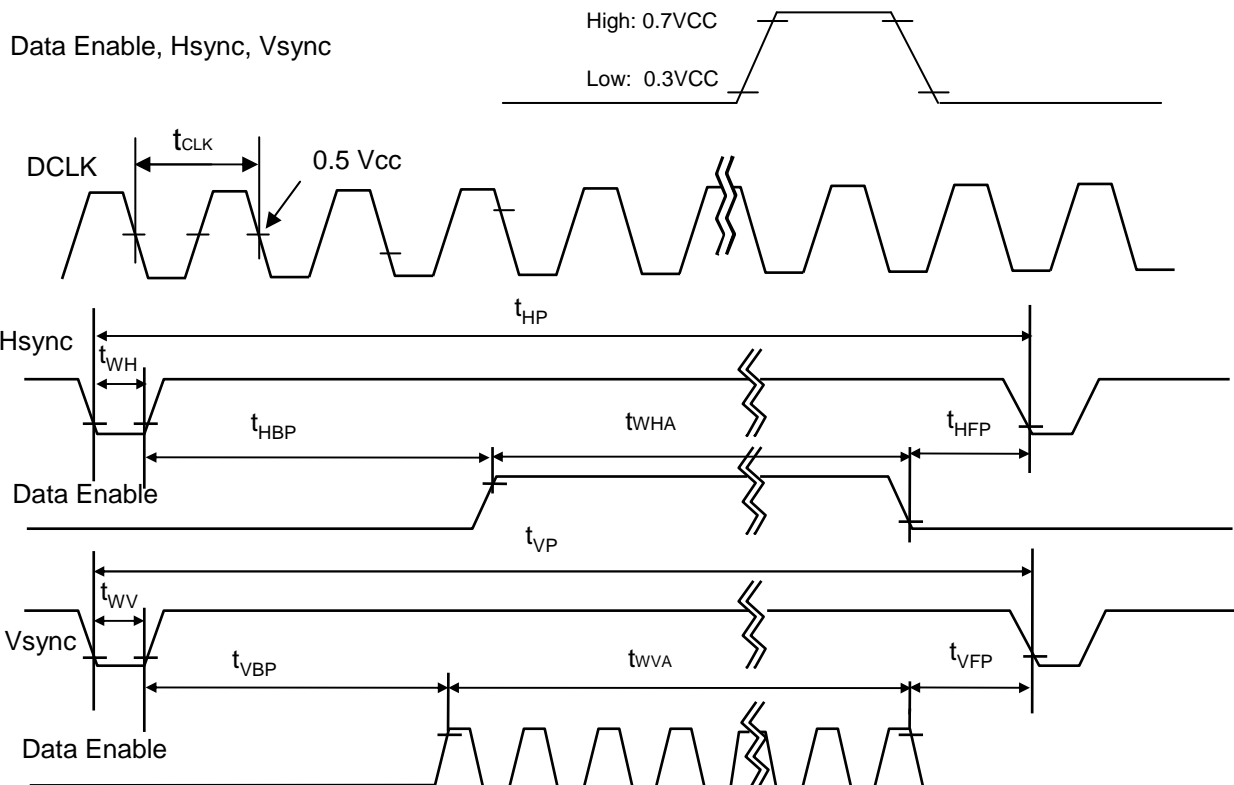 High: 0.7VCC
Data Enable, Hsync, Vsync
Low: 0.3VCC
tCLK
DCLK
0.5 Vcc
tHP
Hsync
tWH
tHBP
tWHA
tHFP
Data Enable
tVP
tWV
Vsync
tVBP
tWVA
tVFP
Data Enable